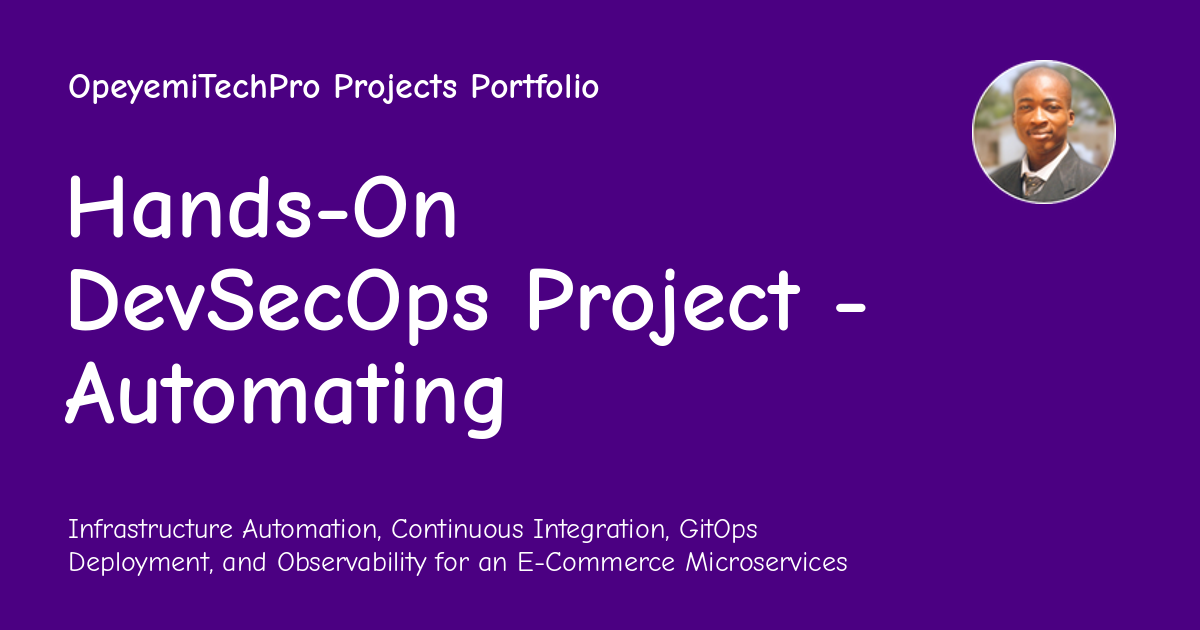 OpeyemiTechPro Projects Portfolio
Hands-On
DevSecOps Project -
Automating
Infrastructure Automation, Continuous Integration, GitOps
Deployment, and Observability for an E-Commerce Microservices